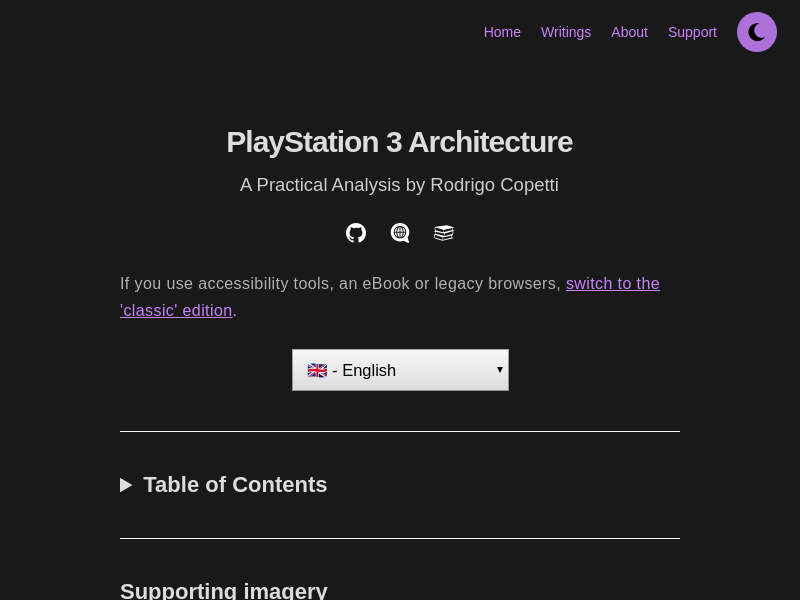 Home Writings About Support
PlayStation 3 Architecture
A Practical Analysis by Rodrigo Copetti
If you use accessibility tools, an eBook or legacy browsers, switch to the
'classic' edition.
🇬🇧 - English
Table of Contents
Supporting imagery